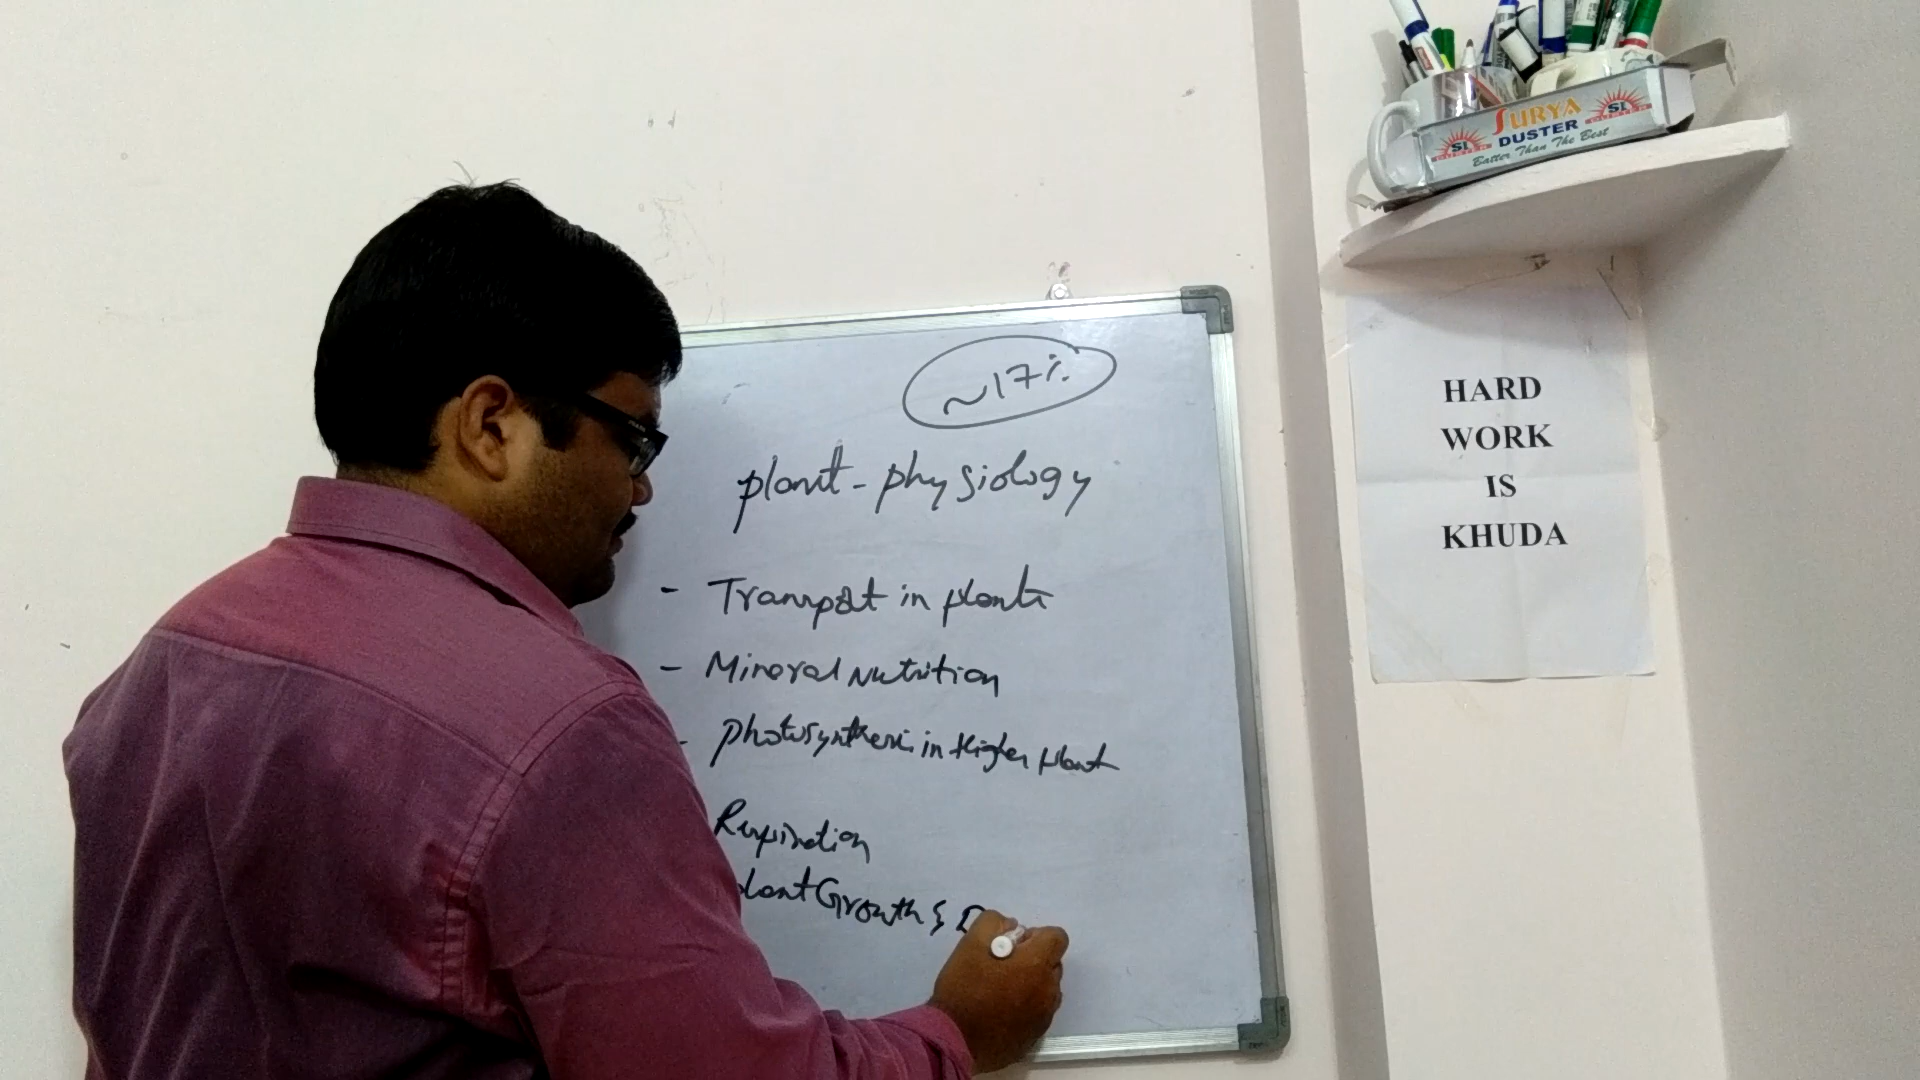 ~17%
plant-physiology
- Transport in plants
- Mineral Nutrition
- photosynthesis in Higher plant
Respiration
plant Growth & D
SURYA
SI
DUSTER
SI
DUSTER
Batter Than The Best
HARD
WORK
IS
KHUDA